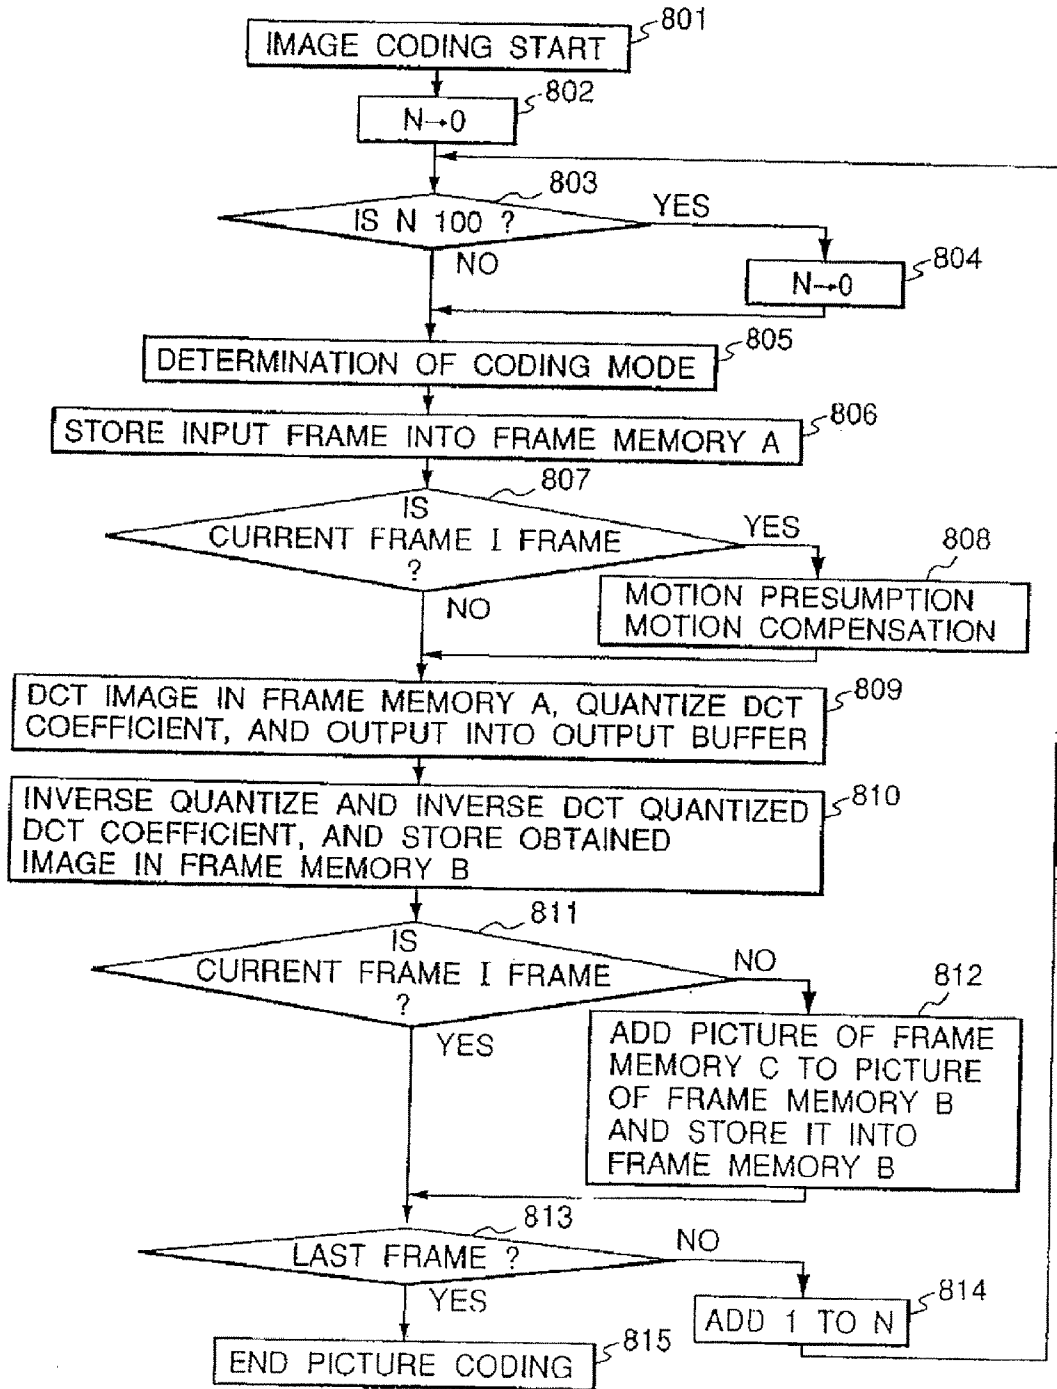 IMAGE CODING START
801
N→0
802
IS N 100 ?
803
YES
NO
N→0
804
DETERMINATION OF CODING MODE
805
STORE INPUT FRAME INTO FRAME MEMORY A
806
IS
CURRENT FRAME I FRAME
?
807
YES
NO
MOTION PRESUMPTION
MOTION COMPENSATION
808
DCT IMAGE IN FRAME MEMORY A, QUANTIZE DCT
COEFFICIENT, AND OUTPUT INTO OUTPUT BUFFER
809
INVERSE QUANTIZE AND INVERSE DCT QUANTIZED
DCT COEFFICIENT, AND STORE OBTAINED
IMAGE IN FRAME MEMORY B
810
IS
CURRENT FRAME I FRAME
?
811
NO
YES
ADD PICTURE OF FRAME
MEMORY C TO PICTURE
OF FRAME MEMORY B
AND STORE IT INTO
FRAME MEMORY B
812
LAST FRAME ?
813
NO
YES
ADD 1 TO N
814
END PICTURE CODING
815